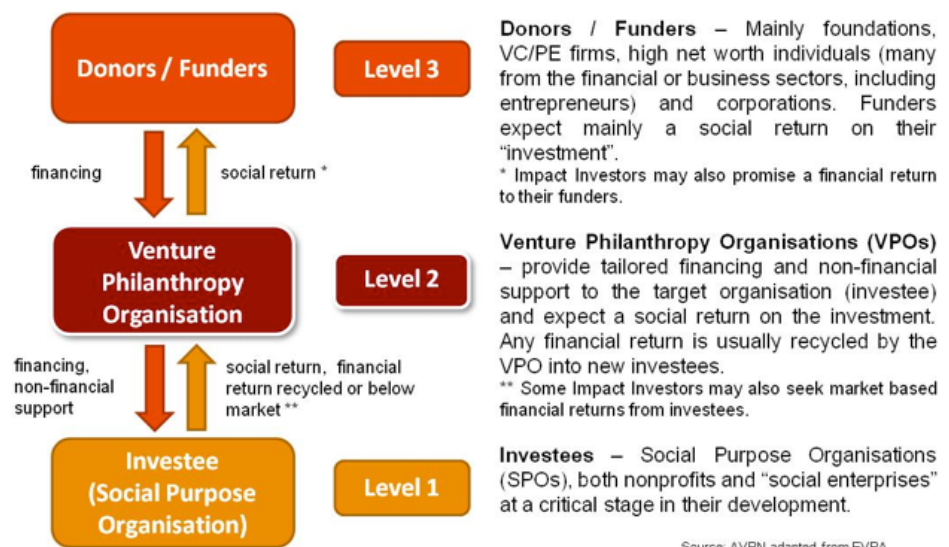 Donors / Funders
Level 3
Donors / Funders – Mainly foundations,
VC/PE firms, high net worth individuals (many
from the financial or business sectors, including
entrepreneurs) and corporations. Funders
expect mainly a social return on their
“investment”.
* Impact Investors may also promise a financial return
to their funders.
financing
social return *
Venture
Philanthropy
Organisation
Level 2
Venture Philanthropy Organisations (VPOs)
– provide tailored financing and non-financial
support to the target organisation (investee)
and expect a social return on the investment.
Any financial return is usually recycled by the
VPO into new investees.
** Some Impact Investors may also seek market based
financial returns from investees.
financing,
non-financial
support
social return, financial
return recycled or below
market **
Investee
(Social Purpose
Organisation)
Level 1
Investees – Social Purpose Organisations
(SPOs), both nonprofits and “social enterprises”
at a critical stage in their development.
Source: AVPN adapted from EVPA